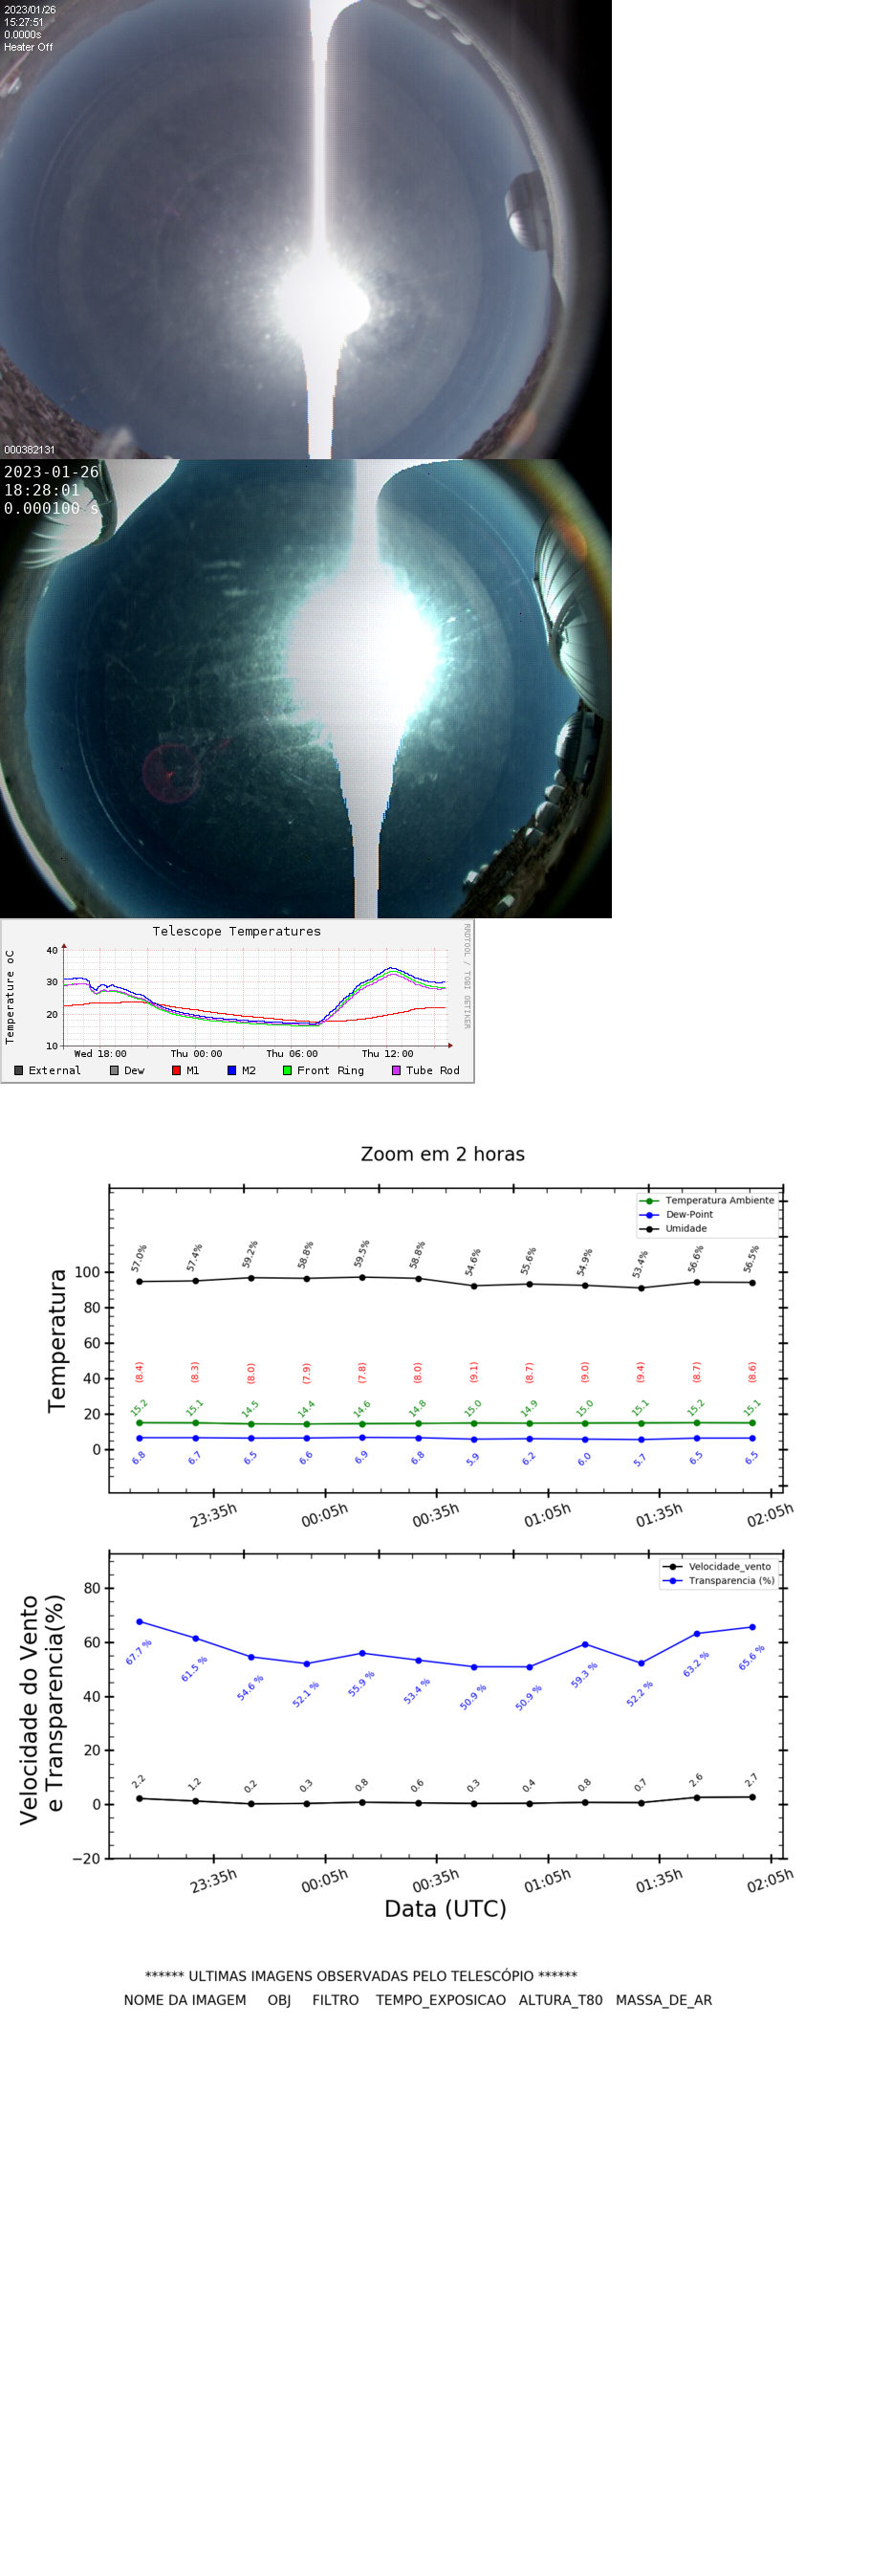 2023/01/26
15:27:51
0.0000s
Heater Off
000382131
2023-01-26
18:28:01
0.000100 s
Telescope Temperatures
RRDTOOL / TOBI OETIKER
Temperature oC
40
30
20
10
Wed 18:00 Thu 00:00 Thu 06:00 Thu 12:00
External Dew M1 M2 Front Ring Tube Rod
Zoom em 2 horas
Temperatura Ambiente
Dew-Point
Umidade
57.0% 57.4% 59.2% 58.8% 59.5% 58.8% 54.6% 55.6% 54.9% 53.4% 56.6% 56.5%
Temperatura
100
80
60
40
20
0
(8.4) (8.3) (8.0) (7.9) (7.8) (8.0) (9.1) (8.7) (9.0) (9.4) (8.7) (8.6)
15.2 15.1 14.5 14.4 14.6 14.8 15.0 14.9 15.0 15.1 15.2 15.1
6.8 6.7 6.5 6.6 6.9 6.8 5.9 6.2 6.0 5.7 6.5 6.5
23:35h 00:05h 00:35h 01:05h 01:35h 02:05h
Velocidade_vento
Transparencia (%)
Velocidade do Vento
e Transparencia(%)
80
60
40
20
0
−20
67.7 % 61.5 % 54.6 % 52.1 % 55.9 % 53.4 % 50.9 % 50.9 % 59.3 % 52.2 % 63.2 % 65.6 %
2.2 1.2 0.2 0.3 0.8 0.6 0.3 0.4 0.8 0.7 2.6 2.7
23:35h 00:05h 00:35h 01:05h 01:35h 02:05h
Data (UTC)
****** ULTIMAS IMAGENS OBSERVADAS PELO TELESCÓPIO ******
NOME DA IMAGEM OBJ FILTRO TEMPO_EXPOSICAO ALTURA_T80 MASSA_DE_AR